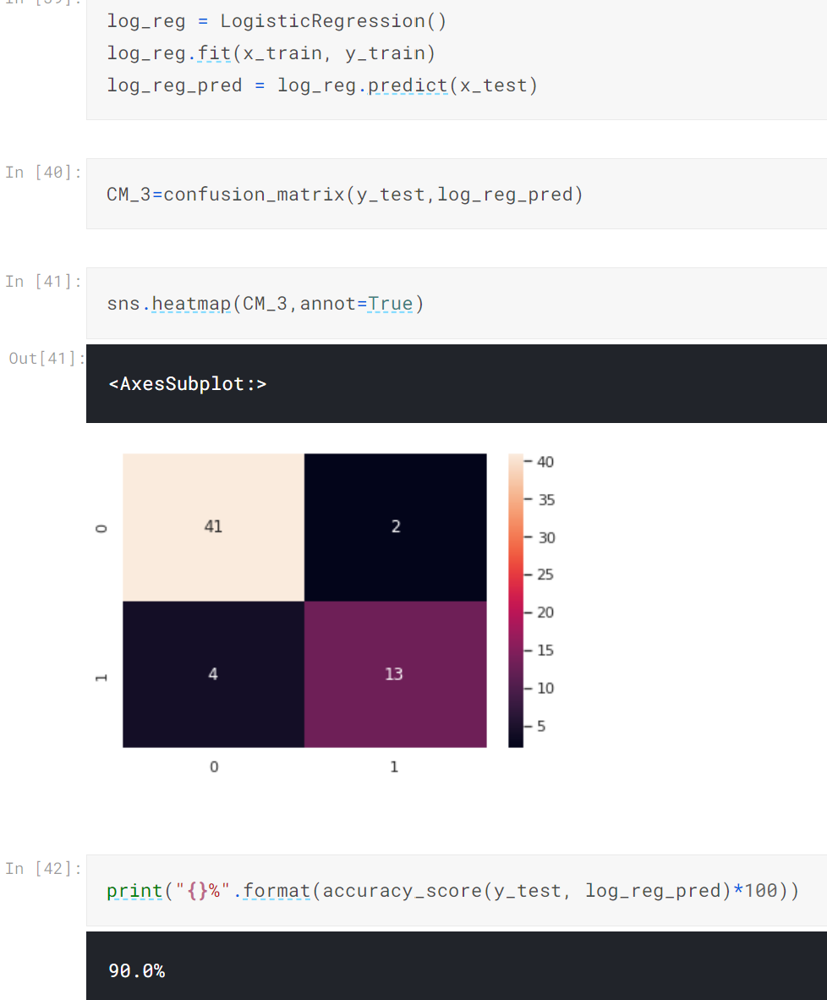 In [39]:
log_reg = LogisticRegression()
log_reg.fit(x_train, y_train)
log_reg_pred = log_reg.predict(x_test)
In [40]:
CM_3=confusion_matrix(y_test,log_reg_pred)
In [41]:
sns.heatmap(CM_3,annot=True)
Out[41]:
<AxesSubplot:>
40
35
30
25
20
15
10
5
0
41
2
1
4
13
0
1
In [42]:
print("{}%".format(accuracy_score(y_test, log_reg_pred)*100))
90.0%